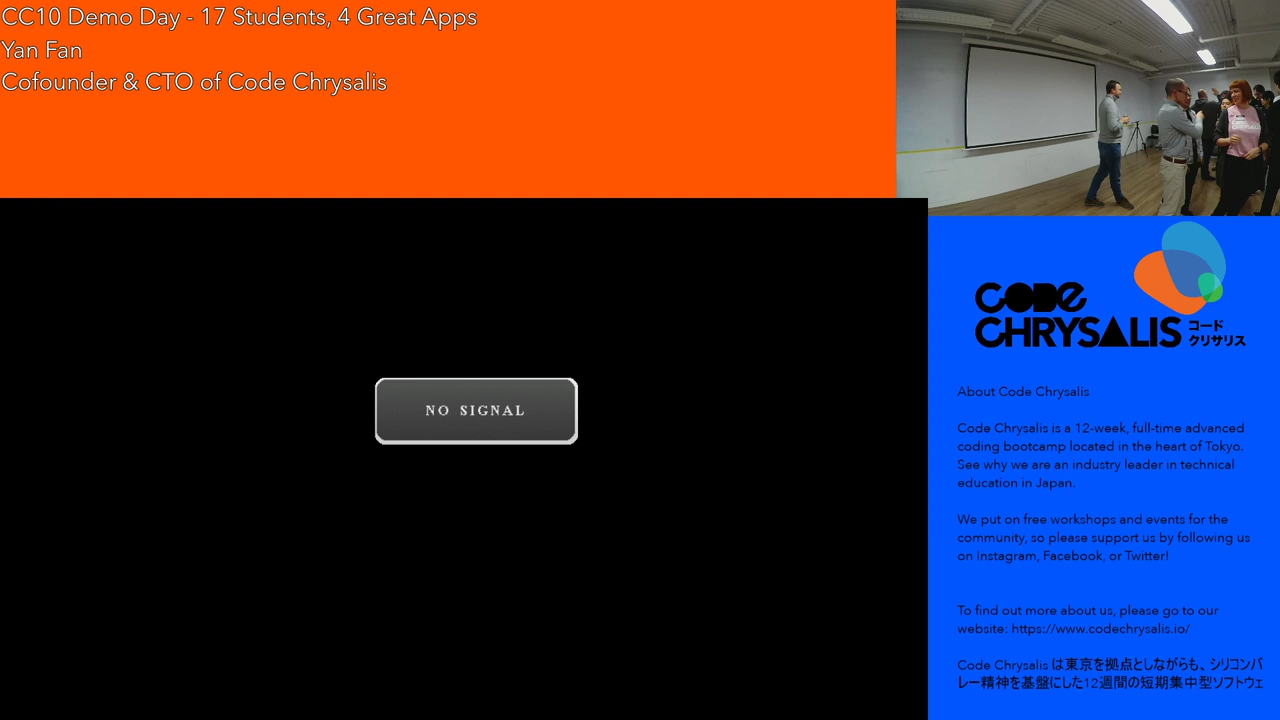 CC10 Demo Day - 17 Students, 4 Great Apps
Yan Fan
Cofounder & CTO of Code Chrysalis
NO SIGNAL
CODE
CHRYSALIS コード
クリサリス
About Code Chrysalis
Code Chrysalis is a 12-week, full-time advanced
coding bootcamp located in the heart of Tokyo.
See why we are an industry leader in technical
education in Japan.
We put on free workshops and events for the
community, so please support us by following us
on Instagram, Facebook, or Twitter!
To find out more about us, please go to our
website: https://www.codechrysalis.io/
Code Chrysalis は東京を拠点としながらも、シリコンバ
レー精神を基盤にした12週間の短期集中型ソフトウェ